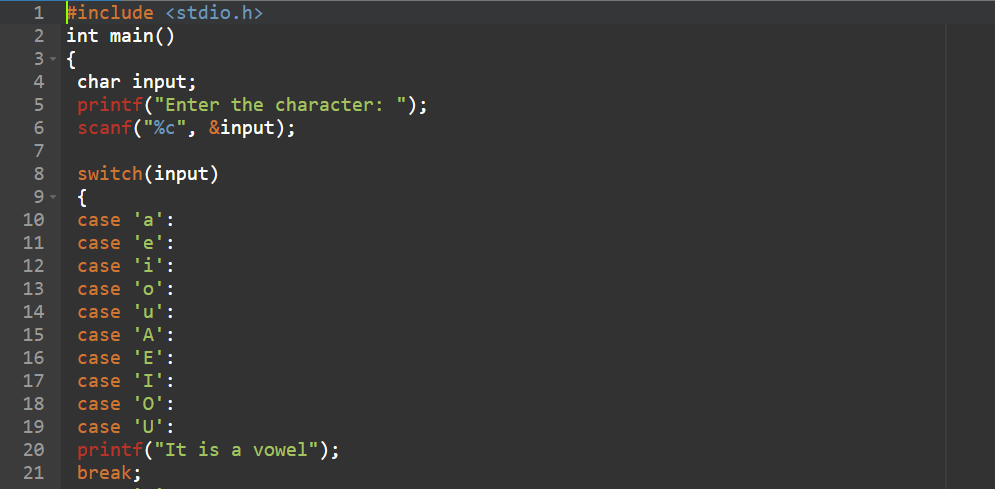 1 #include <stdio.h>
2 int main()
3 {
4 char input;
5 printf("Enter the character: ");
6 scanf("%c", &input);
7
8 switch(input)
9 {
10 case 'a':
11 case 'e':
12 case 'i':
13 case 'o':
14 case 'u':
15 case 'A':
16 case 'E':
17 case 'I':
18 case 'O':
19 case 'U':
20 printf("It is a vowel");
21 break;